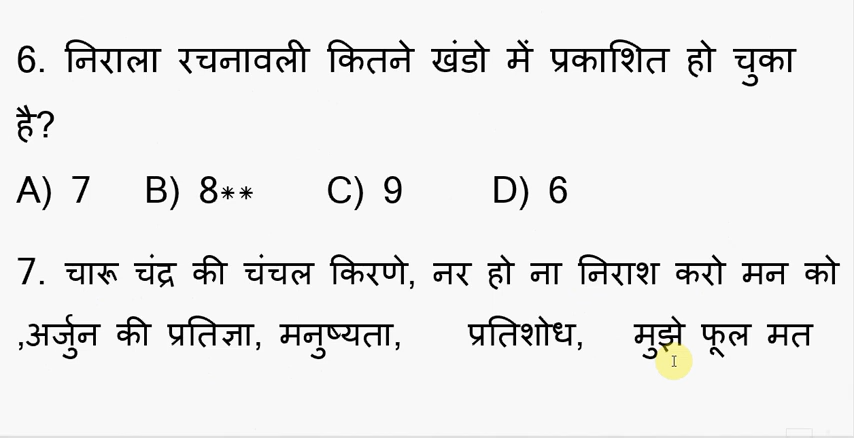 6. निराला रचनावली कितने खंडो में प्रकाशित हो चुका
है?
A) 7 B) 8** C) 9 D) 6
7. चारू चंद्र की चंचल किरणे, नर हो ना निराश करो मन को
,अर्जुन की प्रतिज्ञा, मनुष्यता, प्रतिशोध, मुझे फूल मत